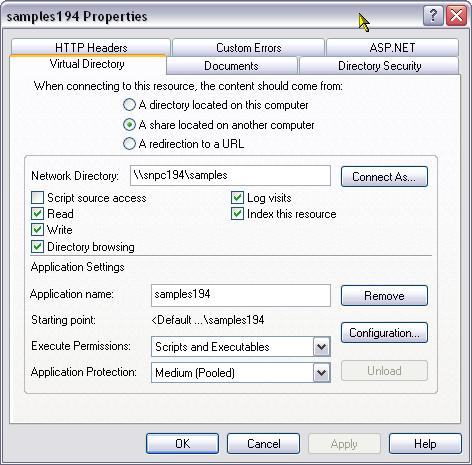 samples194 Properties
HTTP Headers Custom Errors ASP.NET
Virtual Directory Documents Directory Security
When connecting to this resource, the content should come from:
A directory located on this computer
A share located on another computer
A redirection to a URL
Network Directory: \\snpc194\samples Connect As...
Script source access Log visits
Read Index this resource
Write
Directory browsing
Application Settings
Application name: samples194 Remove
Starting point: <Default ...\samples194
Configuration...
Execute Permissions: Scripts and Executables
Application Protection: Medium (Pooled) Unload
OK Cancel Apply Help